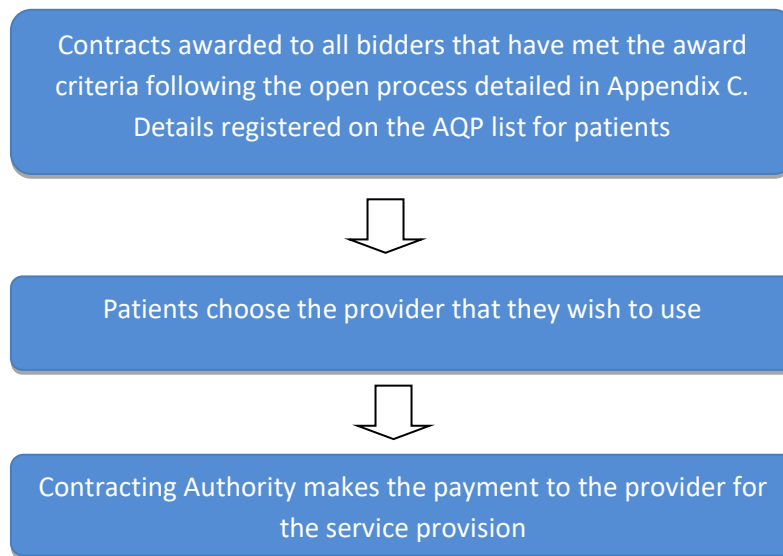 Contracts awarded to all bidders that have met the award
criteria following the open process detailed in Appendix C.
Details registered on the AQP list for patients
Patients choose the provider that they wish to use
Contracting Authority makes the payment to the provider for
the service provision